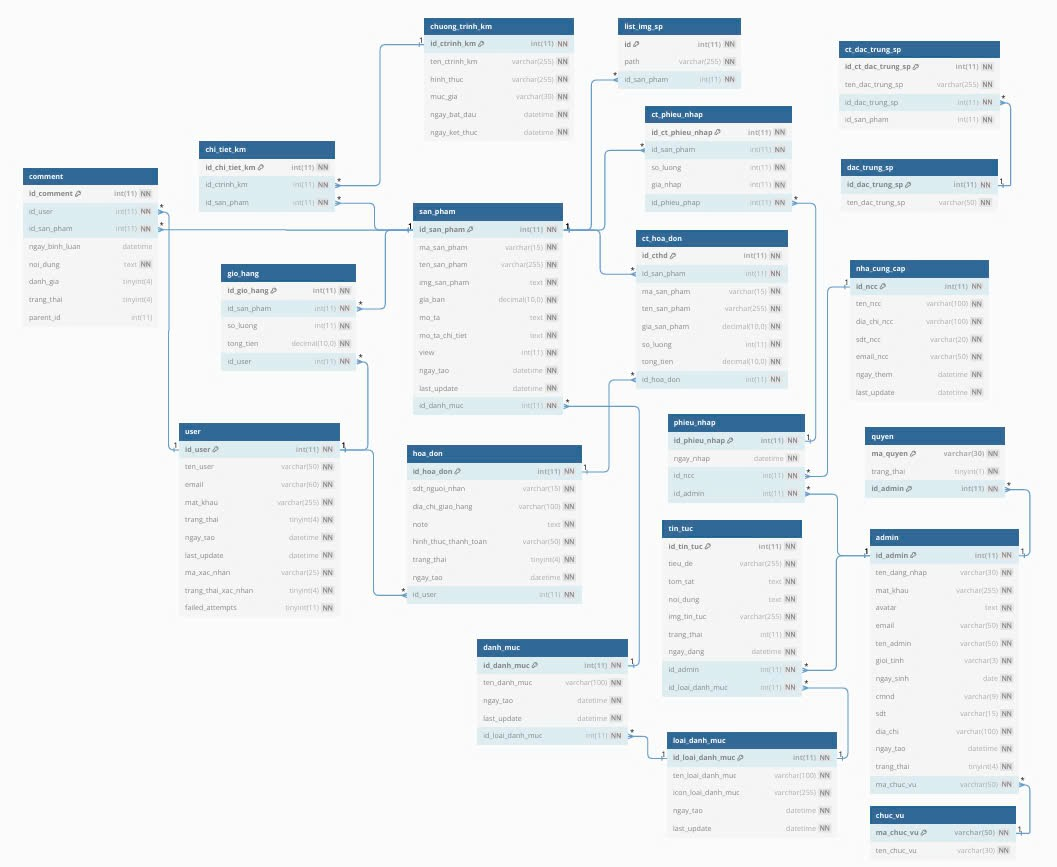 chuong_trinh_km
id_ctrinh_km int(11) NN
ten_ctrinh_km varchar(255) NN
hinh_thuc varchar(255) NN
muc_gia varchar(30) NN
ngay_bat_dau datetime NN
ngay_ket_thuc datetime NN
list_img_sp
id int(11) NN
path varchar(255) NN
id_san_pham int(11) NN
ct_dac_trung_sp
id_ct_dac_trung_sp int(11) NN
ten_dac_trung_sp varchar(255) NN
id_dac_trung_sp int(11) NN
id_san_pham int(11) NN
ct_phieu_nhap
id_ct_phieu_nhap int(11) NN
id_san_pham int(11) NN
so_luong int(11) NN
gia_nhap int(11) NN
id_phieu_phap int(11) NN
chi_tiet_km
id_chi_tiet_km int(11) NN
id_ctrinh_km int(11) NN
id_san_pham int(11) NN
dac_trung_sp
id_dac_trung_sp int(11) NN
ten_dac_trung_sp varchar(50) NN
comment
id_comment int(11) NN
id_user int(11) NN
id_san_pham int(11) NN
ngay_binh_luan datetime
noi_dung text NN
danh_gia tinyint(4)
trang_thai tinyint(4)
parent_id int(11)
san_pham
id_san_pham int(11) NN
ma_san_pham varchar(15) NN
ten_san_pham varchar(255) NN
img_san_pham text NN
gia_ban decimal(10,0) NN
mo_ta text NN
mo_ta_chi_tiet text NN
view int(11) NN
ngay_tao datetime NN
last_update datetime NN
id_danh_muc int(11) NN
ct_hoa_don
id_cthd int(11) NN
id_san_pham int(11) NN
ma_san_pham varchar(15) NN
ten_san_pham varchar(255) NN
gia_san_pham decimal(10,0) NN
so_luong int(11) NN
tong_tien decimal(10,0) NN
id_hoa_don int(11) NN
gio_hang
id_gio_hang int(11) NN
id_san_pham int(11) NN
so_luong int(11) NN
tong_tien decimal(10,0) NN
id_user int(11) NN
nha_cung_cap
id_ncc int(11) NN
ten_ncc varchar(100) NN
dia_chi_ncc varchar(100) NN
sdt_ncc varchar(20) NN
email_ncc varchar(50) NN
ngay_them datetime NN
last_update datetime NN
phieu_nhap
id_phieu_nhap int(11) NN
ngay_nhap datetime NN
id_ncc int(11) NN
id_admin int(11) NN
user
id_user int(11) NN
ten_user varchar(50) NN
email varchar(60) NN
mat_khau varchar(255) NN
trang_thai tinyint(4) NN
ngay_tao datetime NN
last_update datetime NN
ma_xac_nhan varchar(25) NN
trang_thai_xac_nhan tinyint(4) NN
failed_attempts tinyint(11) NN
quyen
ma_quyen varchar(30) NN
trang_thai tinyint(1) NN
id_admin int(11) NN
hoa_don
id_hoa_don int(11) NN
sdt_nguoi_nhan varchar(15) NN
dia_chi_giao_hang varchar(100) NN
note text NN
hinh_thuc_thanh_toan varchar(50) NN
trang_thai tinyint(4) NN
ngay_tao datetime NN
id_user int(11) NN
tin_tuc
id_tin_tuc int(11) NN
tieu_de varchar(255) NN
tom_tat text NN
noi_dung text NN
img_tin_tuc varchar(255) NN
trang_thai int(11) NN
ngay_dang datetime NN
id_admin int(11) NN
id_loai_danh_muc int(11) NN
admin
id_admin int(11) NN
ten_dang_nhap varchar(30) NN
mat_khau varchar(255) NN
avatar text NN
email varchar(50) NN
ten_admin varchar(50) NN
gioi_tinh varchar(3) NN
ngay_sinh date NN
cmnd varchar(9) NN
sdt varchar(15) NN
dia_chi varchar(100) NN
ngay_tao datetime NN
trang_thai tinyint(4) NN
ma_chuc_vu varchar(50) NN
danh_muc
id_danh_muc int(11) NN
ten_danh_muc varchar(100) NN
ngay_tao datetime NN
last_update datetime NN
id_loai_danh_muc int(11) NN
loai_danh_muc
id_loai_danh_muc int(11) NN
ten_loai_danh_muc varchar(100) NN
icon_loai_danh_muc varchar(255) NN
ngay_tao datetime NN
last_update datetime NN
chuc_vu
ma_chuc_vu varchar(50) NN
ten_chuc_vu varchar(30) NN